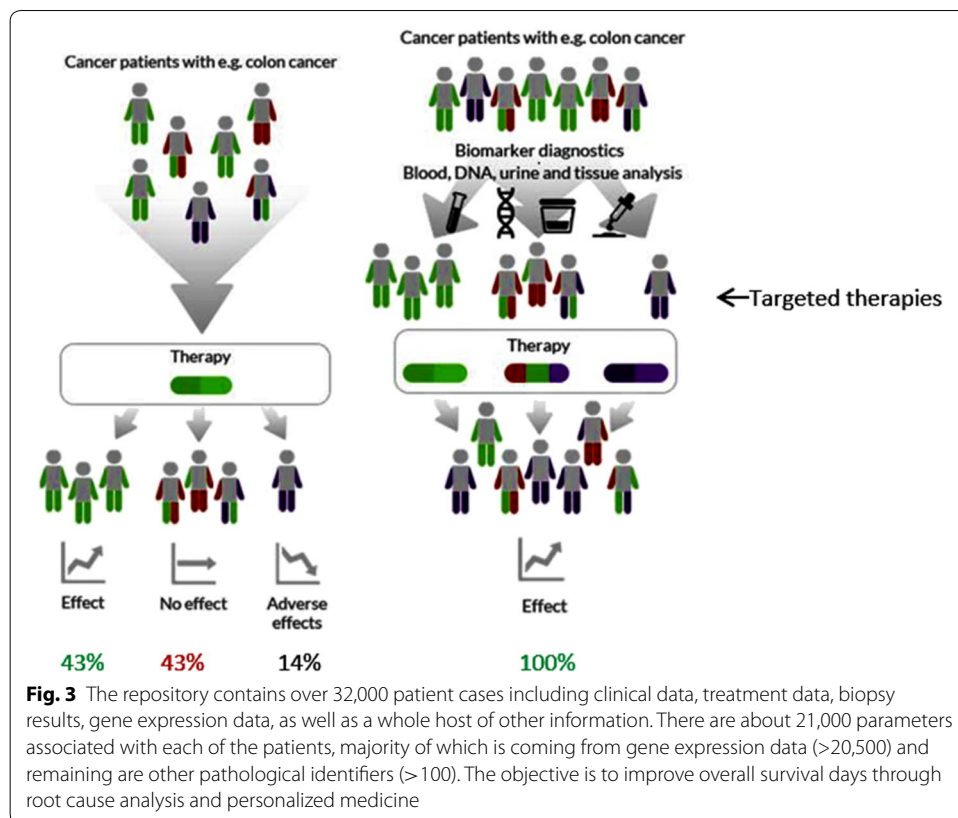 Cancer patients with e.g. colon cancer
Therapy
Effect
No effect
Adverse
effects
43%
43%
14%
Cancer patients with e.g. colon cancer
Biomarker diagnostics
Blood, DNA, urine and tissue analysis
←Targeted therapies
Therapy
Effect
100%
Fig. 3 The repository contains over 32,000 patient cases including clinical data, treatment data, biopsy
results, gene expression data, as well as a whole host of other information. There are about 21,000 parameters
associated with each of the patients, majority of which is coming from gene expression data (>20,500) and
remaining are other pathological identifiers (>100). The objective is to improve overall survival days through
root cause analysis and personalized medicine